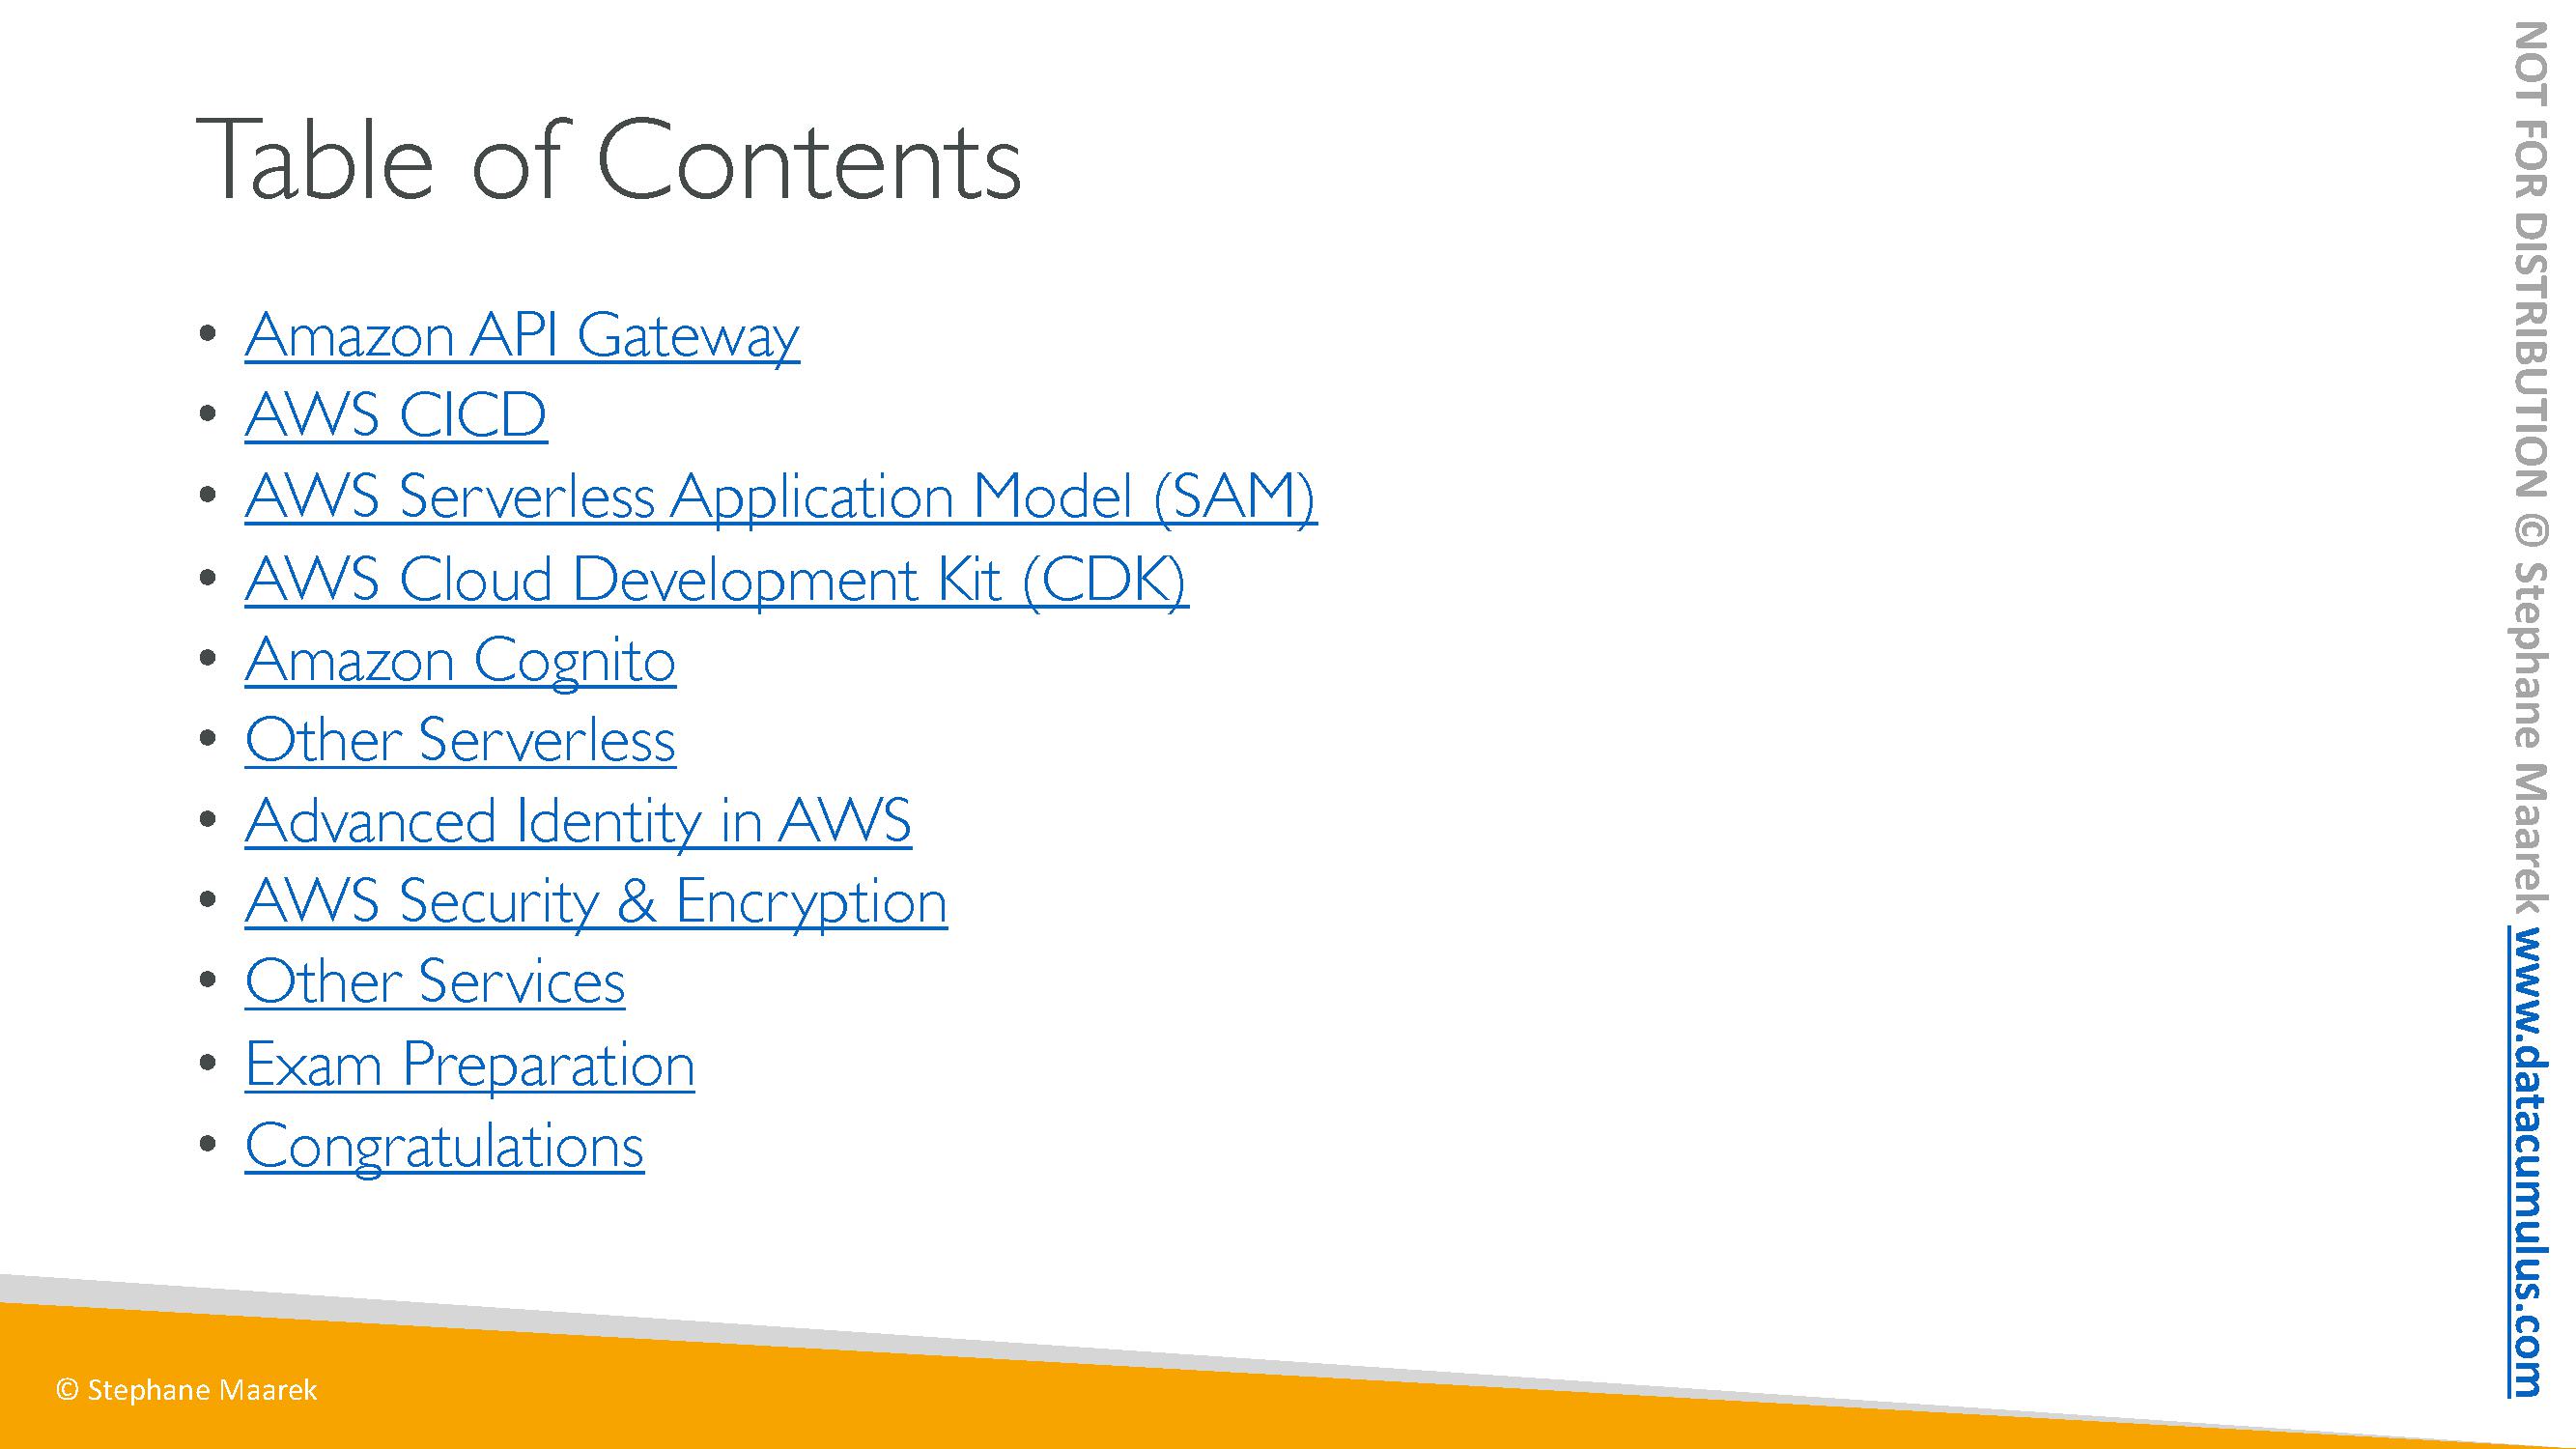 Table of Contents
• Amazon API Gateway
• AWS CICD
• AWS Serverless Application Model (SAM)
• AWS Cloud Development Kit (CDK)
• Amazon Cognito
• Other Serverless
• Advanced Identity in AWS
• AWS Security & Encryption
• Other Services
• Exam Preparation
• Congratulations
© Stephane Maarek
NOT FOR DISTRIBUTION © Stephane Maarek www.datacumulus.com